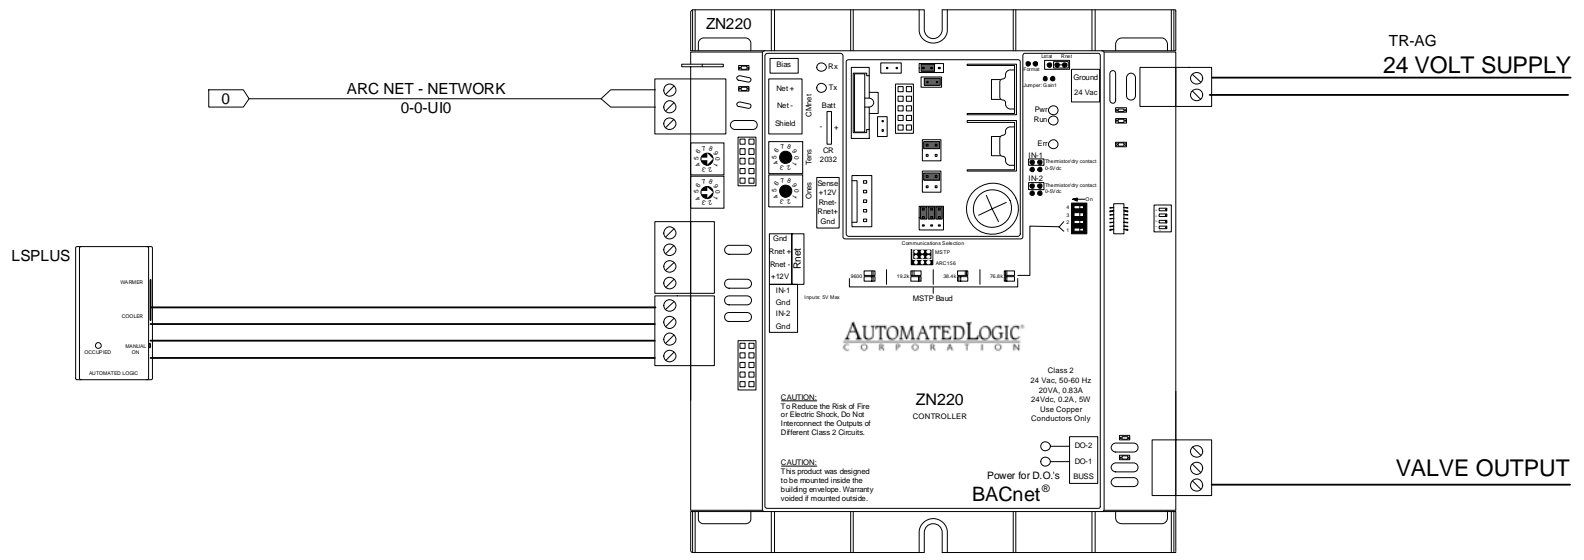 ZN220
TR-AG
24 VOLT SUPPLY
ARC NET - NETWORK
0
0-0-UI0
Bias
Rx
Tx
Net +
Net -
Shield
CMnet
Batt
- +
CR
2032
Tens
Ones
Sense
+12V
Rnet-
Rnet+
Gnd
Lstat Rnet
Format
Jumper: Gain1
Ground
24 Vac
Pwr
Run
Err
IN-1
Thermistor/dry contact
0-5Vdc
IN-2
Thermistor/dry contact
0-5Vdc
On
4
3
2
1
Communications Selection
MSTP
ARC156
9600 19.2k 38.4k 76.8k
MSTP Baud
Gnd
Rnet +
Rnet -
+12V
Rnet
IN-1
Gnd
IN-2
Gnd
Inputs: 5V Max
LSPLUS
WARMER
COOLER
MANUAL
ON
OCCUPIED
AUTOMATED LOGIC
AUTOMATEDLOGIC®
CORPORATION
ZN220
CONTROLLER
Class 2
24 Vac, 50-60 Hz
20VA, 0.83A
24Vdc, 0.2A, 5W
Use Copper
Conductors Only
CAUTION:
To Reduce the Risk of Fire
or Electric Shock, Do Not
Interconnect the Outputs of
Different Class 2 Circuits.
CAUTION:
This product was designed
to be mounted inside the
building envelope. Warranty
voided if mounted outside.
DO-2
DO-1
BUSS
Power for D.O.'s
BACnet®
VALVE OUTPUT